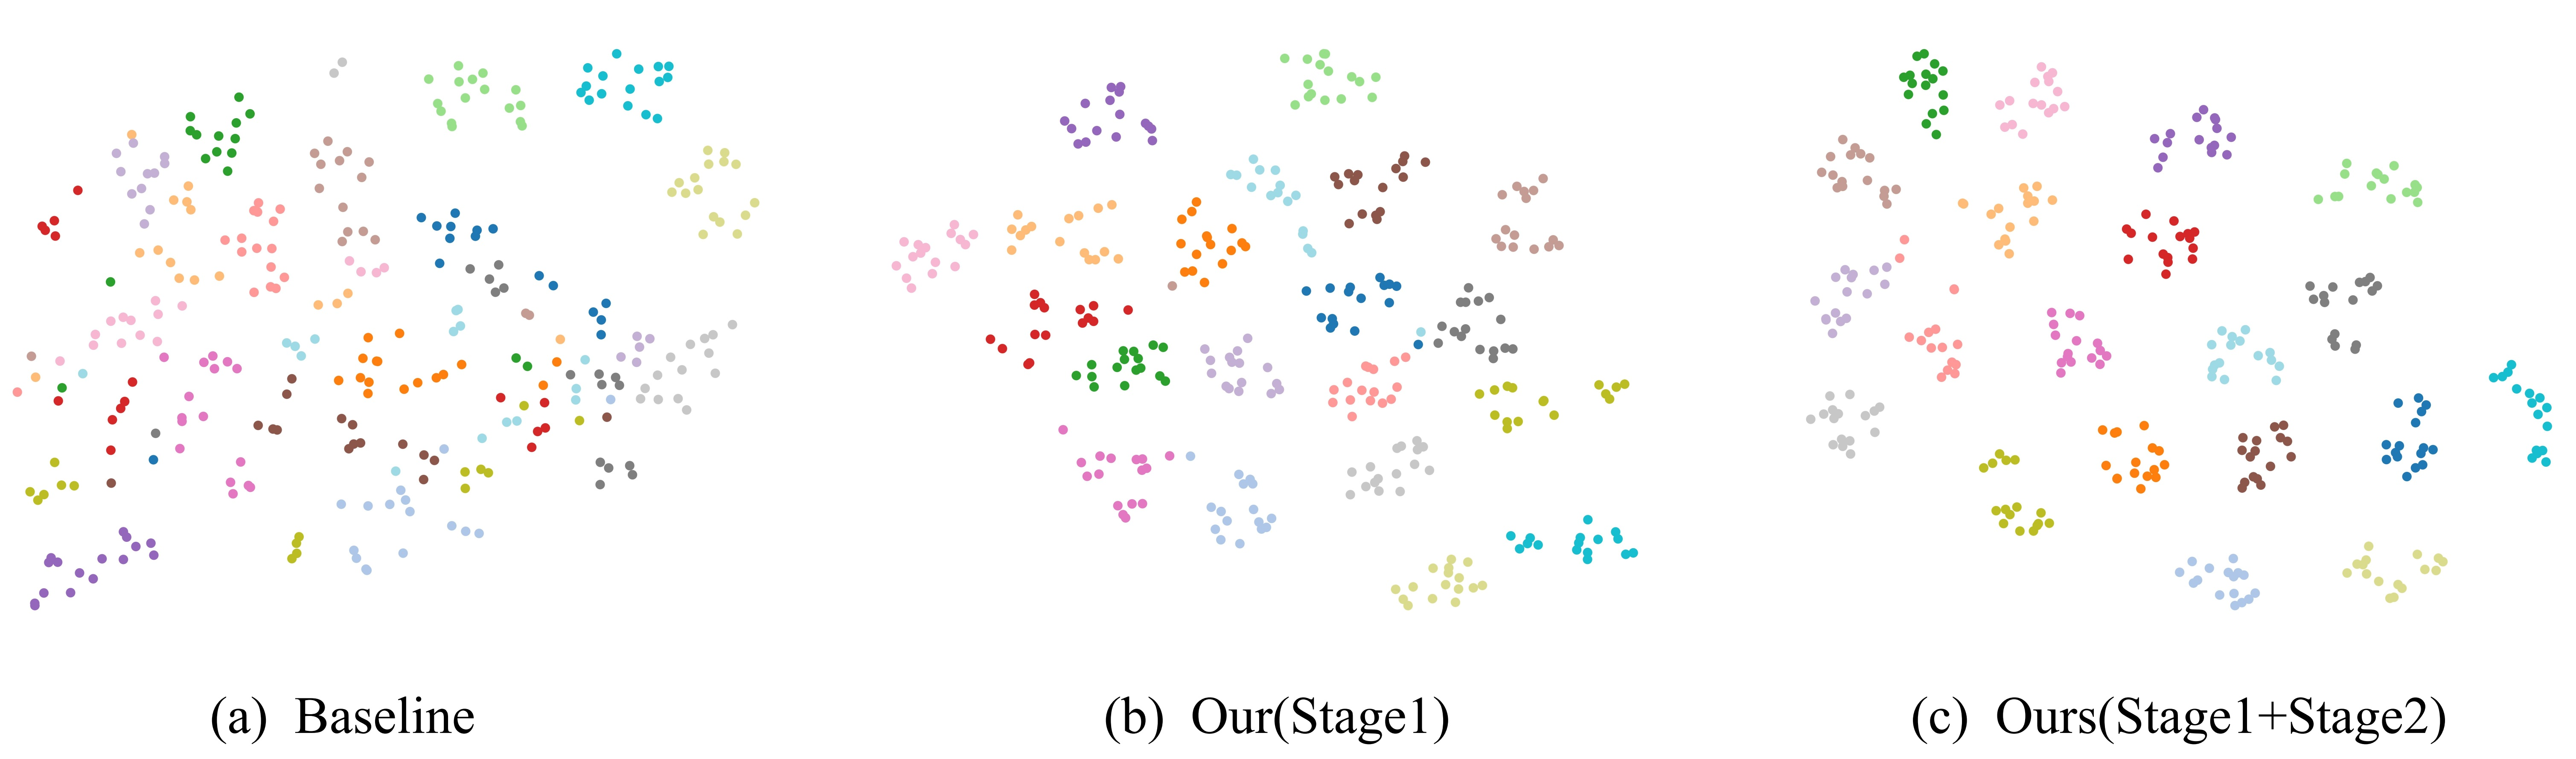 (a) Baseline
(b) Our(Stage1)
(c) Ours(Stage1+Stage2)